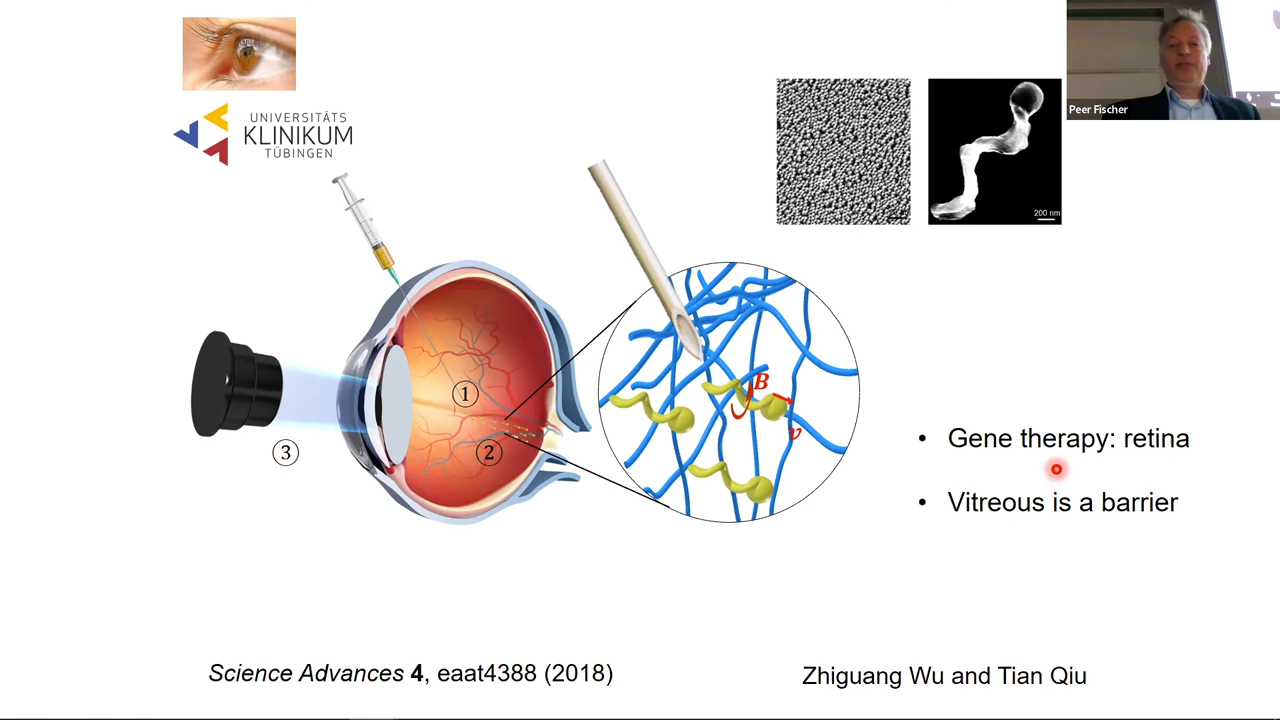 Peer Fischer
UNIVERSITÄTS
KLINIKUM
TÜBINGEN
200 nm
B
v
①
②
③
• Gene therapy: retina
• Vitreous is a barrier
Science Advances 4, eaat4388 (2018)
Zhiguang Wu and Tian Qiu